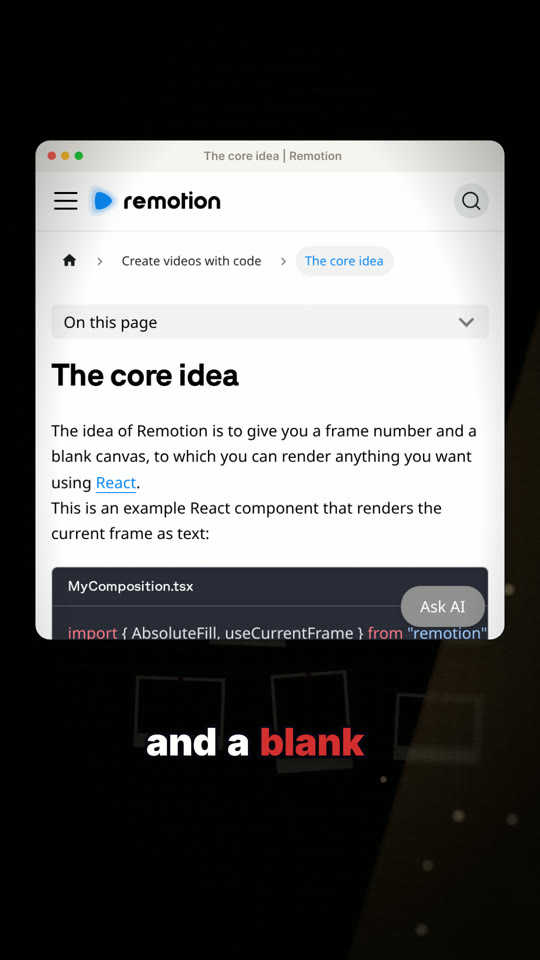 The core idea | Remotion
remotion
Create videos with code
The core idea
On this page
The core idea
The idea of Remotion is to give you a frame number and a
blank canvas, to which you can render anything you want
using React.
This is an example React component that renders the
current frame as text:
MyComposition.tsx
Ask AI
import { AbsoluteFill, useCurrentFrame } from "remotion"
and a blank